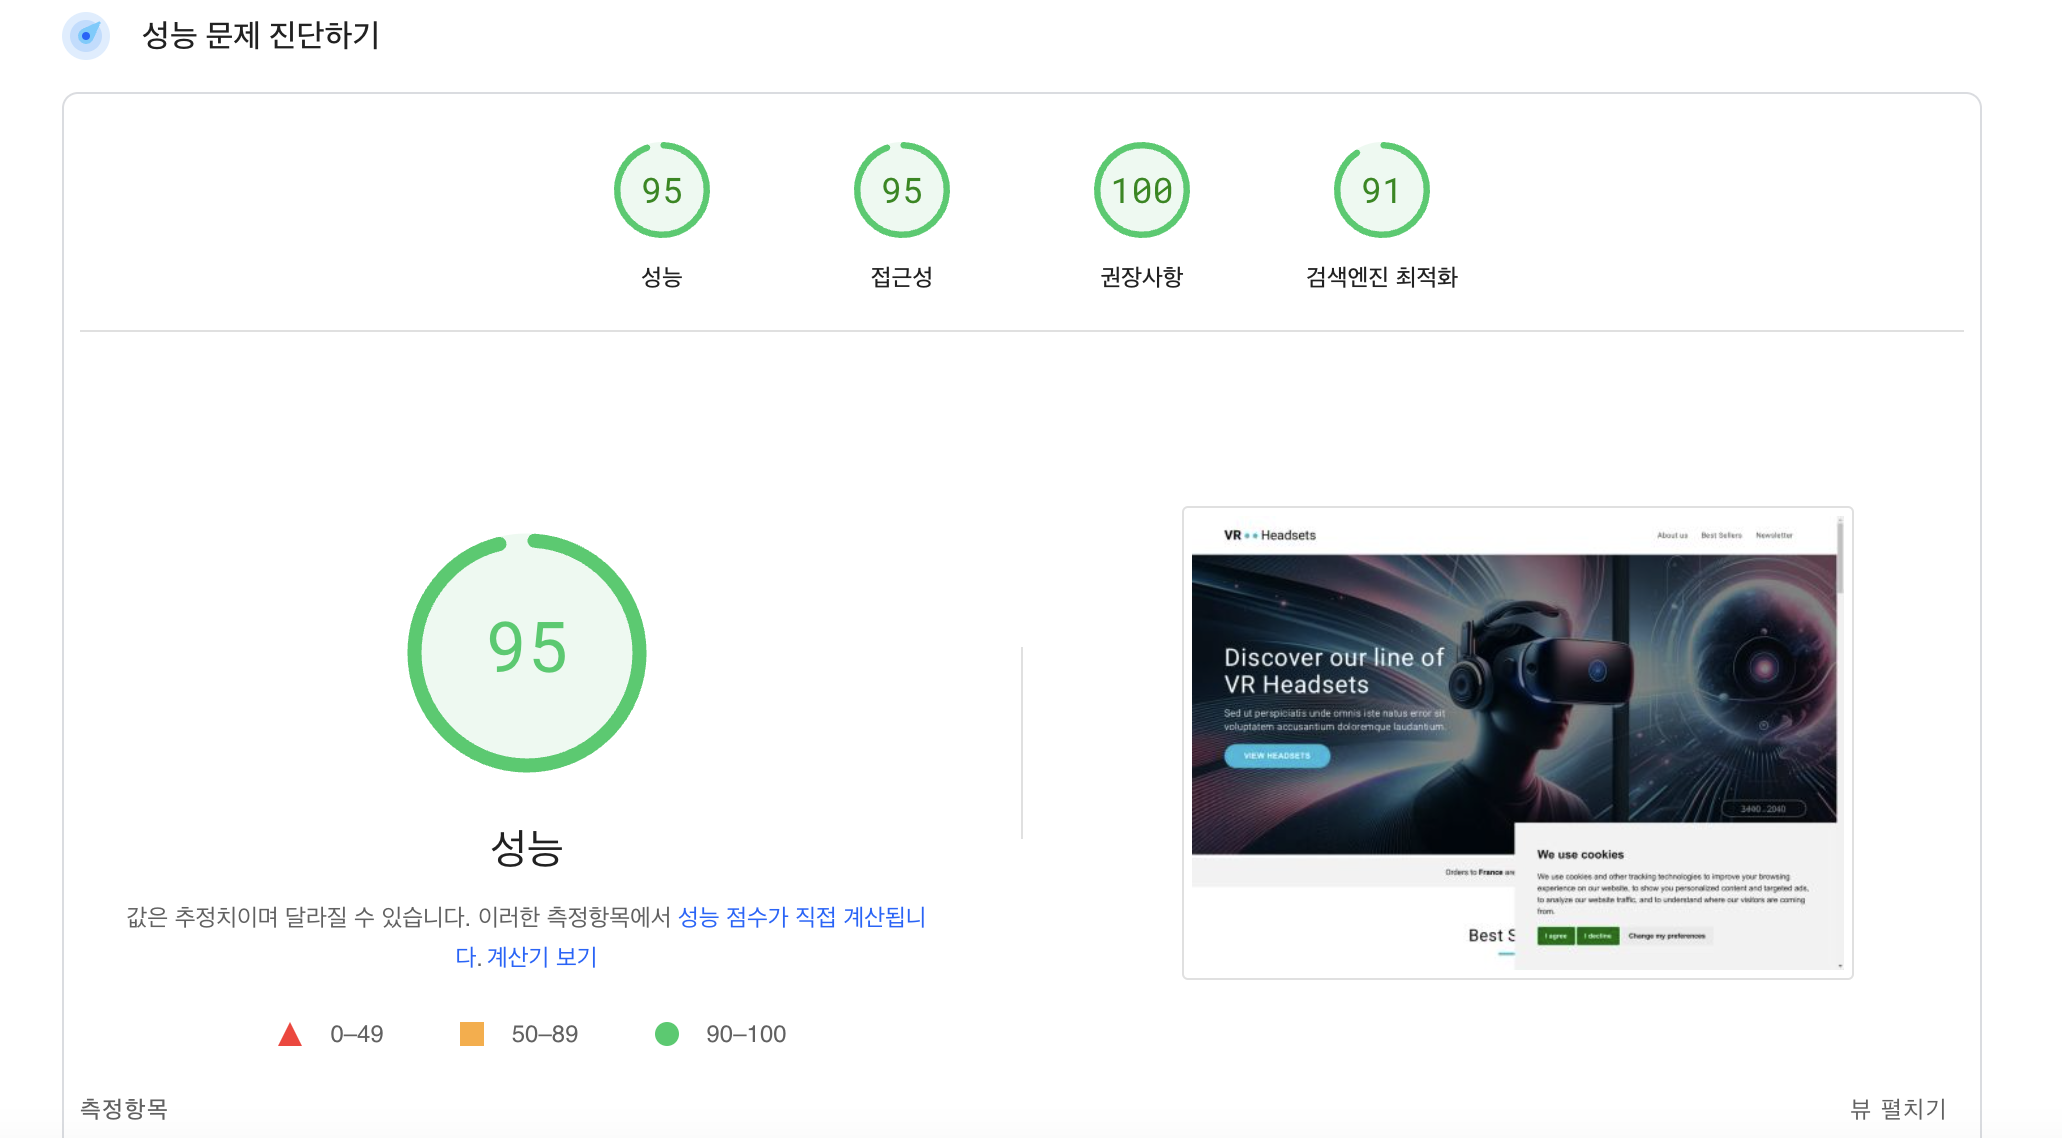 성능 문제 진단하기
95
95
100
91
성능
접근성
권장사항
검색엔진 최적화
95
성능
값은 추정치이며 달라질 수 있습니다. 이러한 측정항목에서 성능 점수가 직접 계산됩니
다. 계산기 보기
0–49
50–89
90–100
VR Headsets
About us
Best Sellers
Newsletter
Discover our line of
VR Headsets
Sed ut perspiciatis unde omnis iste natus error sit
voluptatem accusantium doloremque laudantium.
VIEW HEADSETS
Orders to France are
We use cookies
We use cookies and other tracking technologies to improve your browsing
experience on our website, to show you personalized content and targeted ads,
to analyze our website traffic, and to understand where our visitors are coming
from.
Best S
I agree
I decline
Change my preferences
측정항목
뷰 펼치기